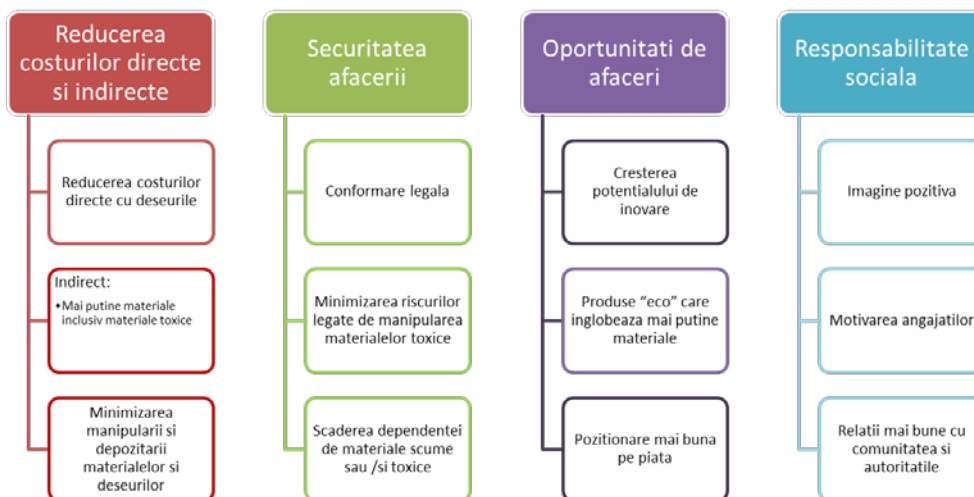 Reducerea
costurilor directe
si indirecte
Reducerea costurilor
directe cu deseurile
Indirect:
•Mai putine materiale
inclusiv materiale toxice
Minimizarea
manipularii si
depozitarii
materialelor si
deseurilor
Securitatea
afacerii
Conformare legala
Minimizarea riscurilor
legate de manipularea
materialelor toxice
Scaderea dependentei
de materiale scume
sau /si toxice
Oportunitati de
afaceri
Cresterea
potentialului de
inovare
Produse “eco” care
inglobeaza mai putine
materiale
Pozitionare mai buna
pe piata
Responsabilitate
sociala
Imagine pozitiva
Motivarea angajatilor
Relatii mai bune cu
comunitatea si
autoritatile